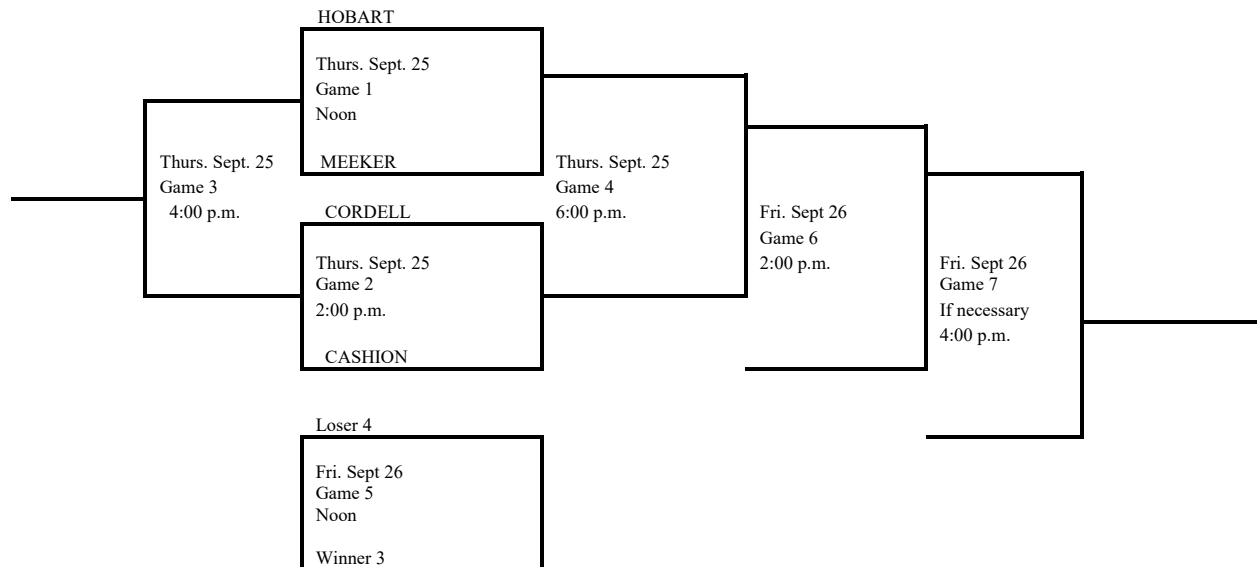 HOBART
Thurs. Sept. 25
Game 1
Noon
MEEKER
Thurs. Sept. 25
Game 3
4:00 p.m.
CORDELL
Thurs. Sept. 25
Game 2
2:00 p.m.
CASHION
Thurs. Sept. 25
Game 4
6:00 p.m.
Fri. Sept 26
Game 6
2:00 p.m.
Fri. Sept 26
Game 7
If necessary
4:00 p.m.
Loser 4
Fri. Sept 26
Game 5
Noon
Winner 3